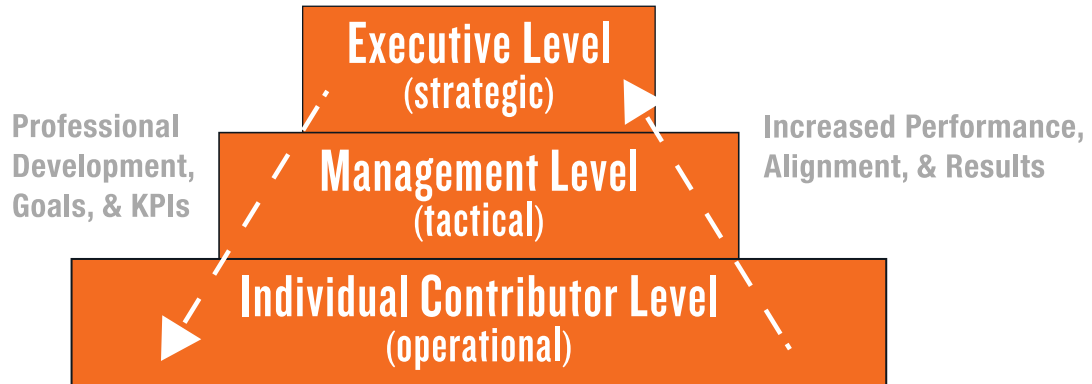 Executive Level
(strategic)
Professional
Development,
Goals, & KPIs
Increased Performance,
Alignment, & Results
Management Level
(tactical)
Individual Contributor Level
(operational)